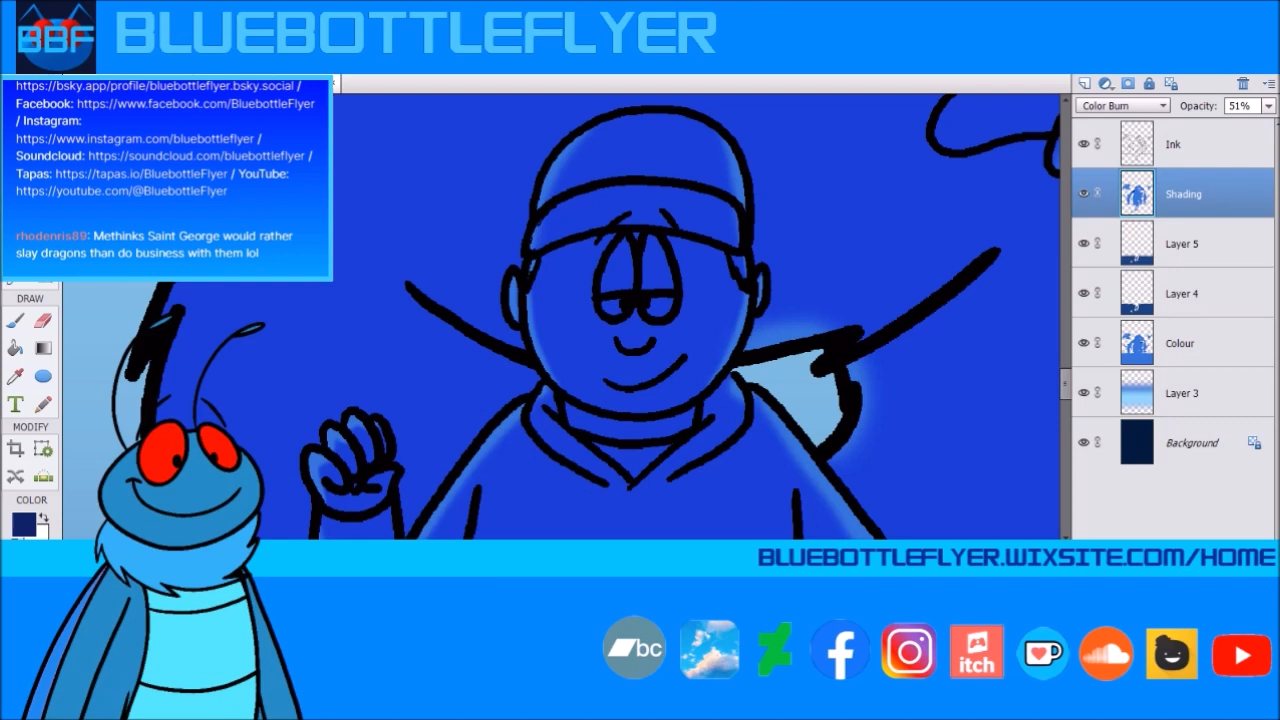 BBF
BLUEBOTTLEFLYER
https://bsky.app/profile/bluebottleflyer.bsky.social /
Facebook: https://www.facebook.com/BluebottleFlyer
/ Instagram:
https://www.instagram.com/bluebottleflyer /
Soundcloud: https://soundcloud.com/bluebottleflyer /
Tapas: https://tapas.io/BluebottleFlyer / YouTube:
https://youtube.com/@BluebottleFlyer
rhodenris89: Methinks Saint George would rather
slay dragons than do business with them lol
Color Burn
Opacity: 51%
Ink
Shading
Layer 5
Layer 4
Colour
Layer 3
Background
DRAW
T
MODIFY
COLOR
BLUEBOTTLEFLYER.WIXSITE.COM/HOME
bc
itch